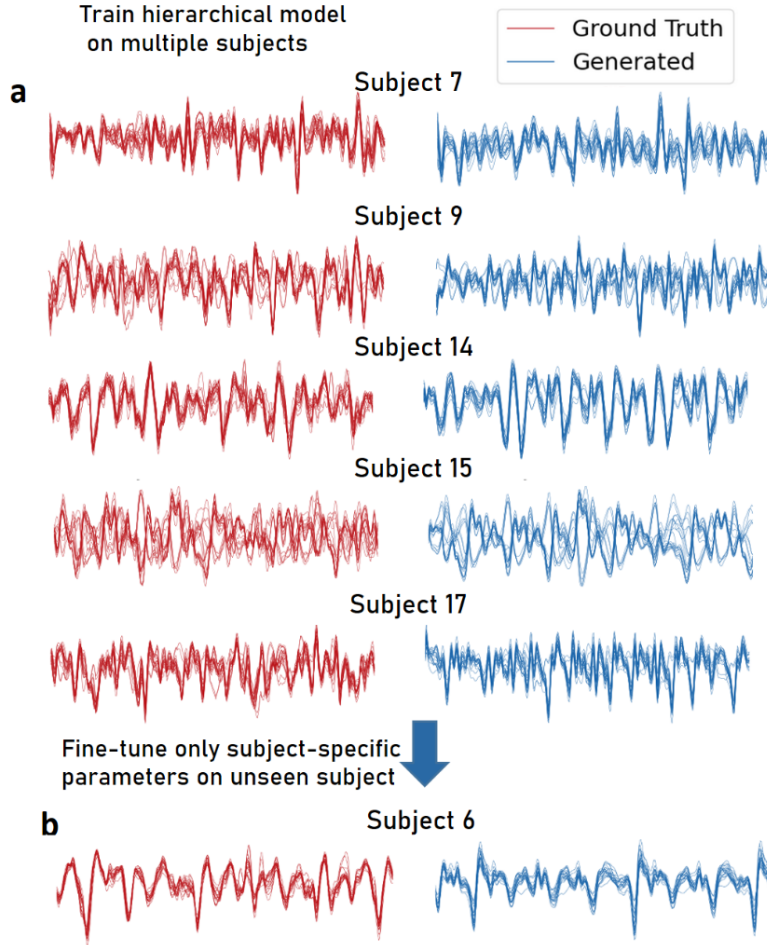 Train hierarchical model
on multiple subjects
Ground Truth
Generated
a
Subject 7
Subject 9
Subject 14
Subject 15
Subject 17
Fine-tune only subject-specific
parameters on unseen subject
b
Subject 6